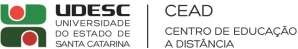 UDESC
UNIVERSIDADE
DO ESTADO DE
SANTA CATARINA
CEAD
CENTRO DE EDUCAÇÃO
A DISTÂNCIA